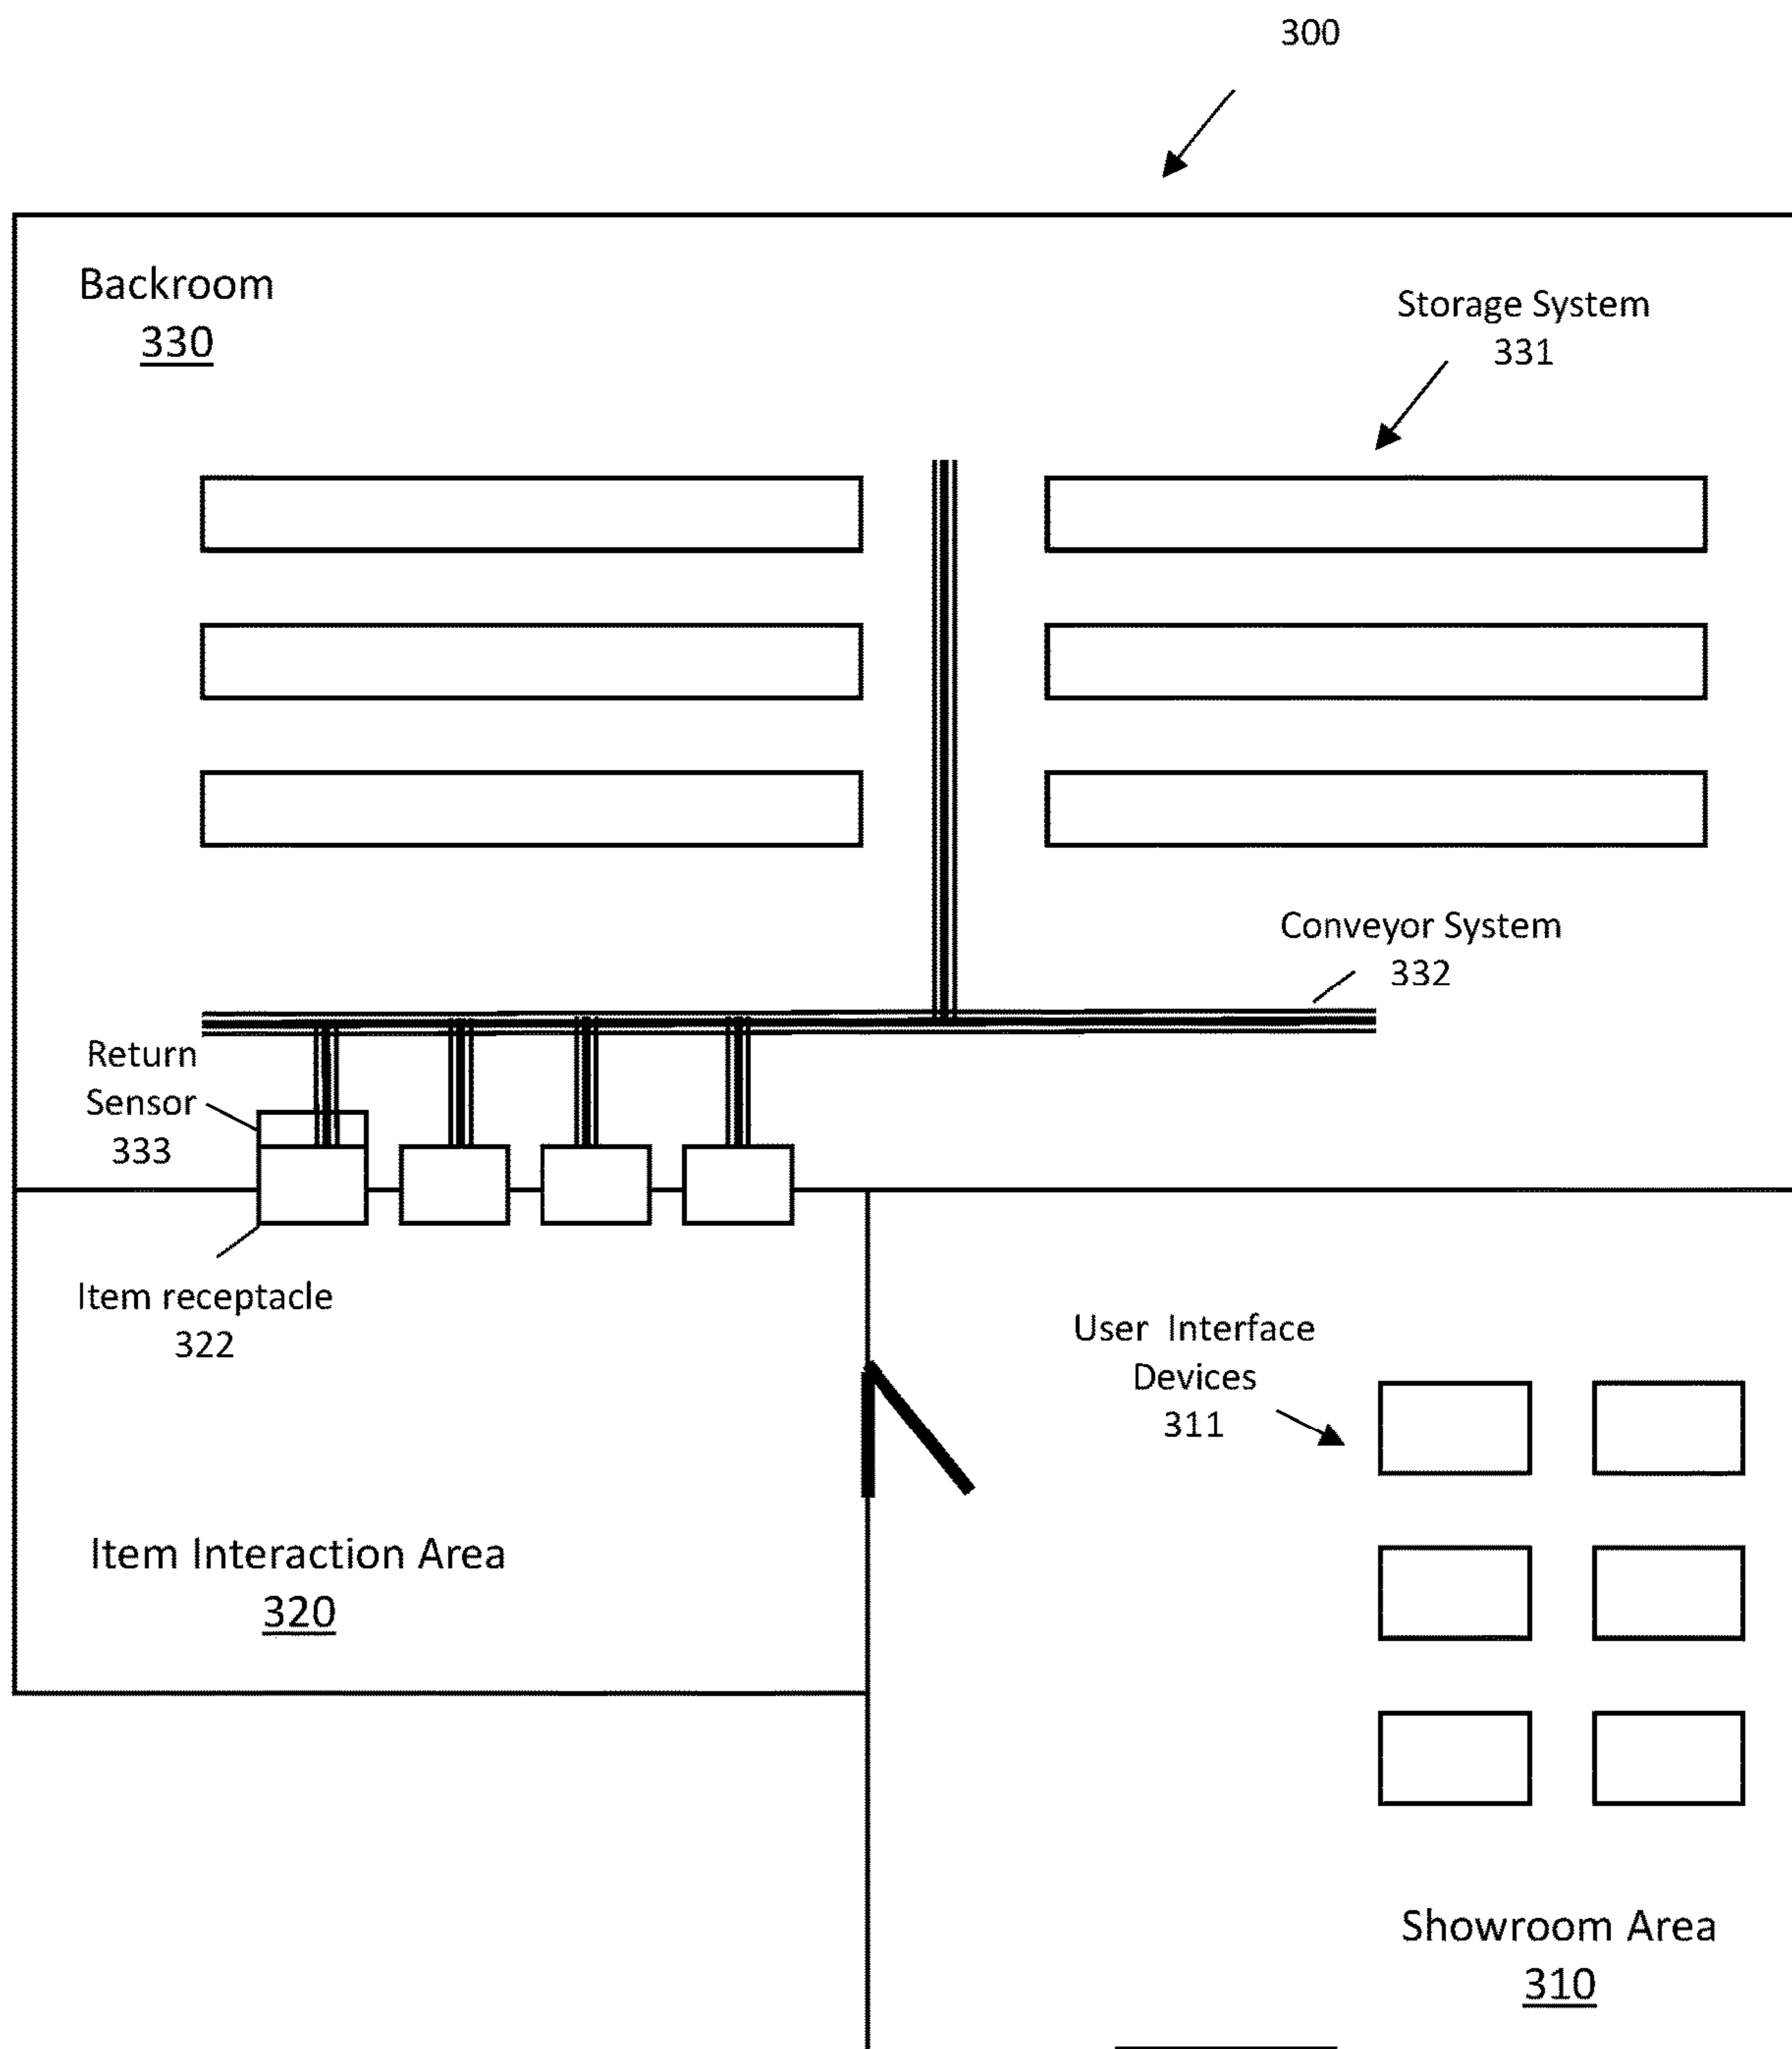 300
Backroom
330
Storage System
331
Conveyor System
332
Return
Sensor
333
Item receptacle
322
User Interface
Devices
311
Item Interaction Area
320
Showroom Area
310